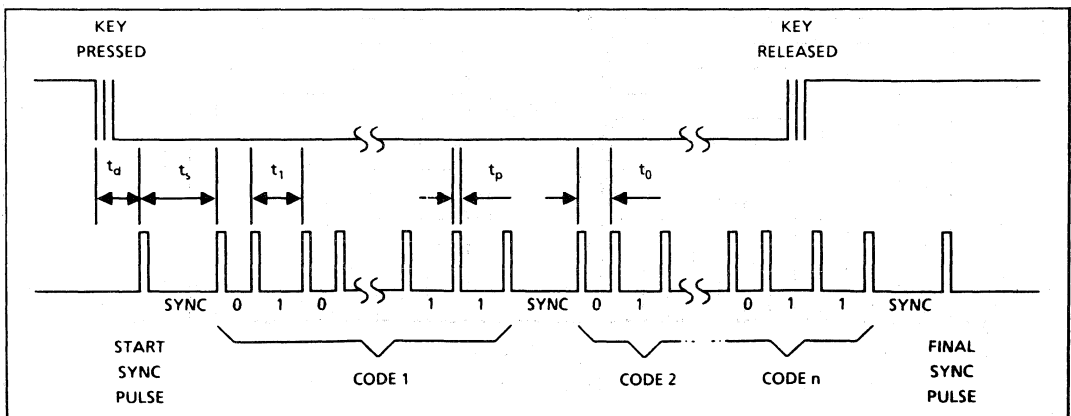 KEY
PRESSED
KEY
RELEASED
t_d t_s t_1 t_p t_0
SYNC 0 1 0 1 1 SYNC 0 1 0 1 1 SYNC
START
SYNC
PULSE
CODE 1
CODE 2
CODE n
FINAL
SYNC
PULSE